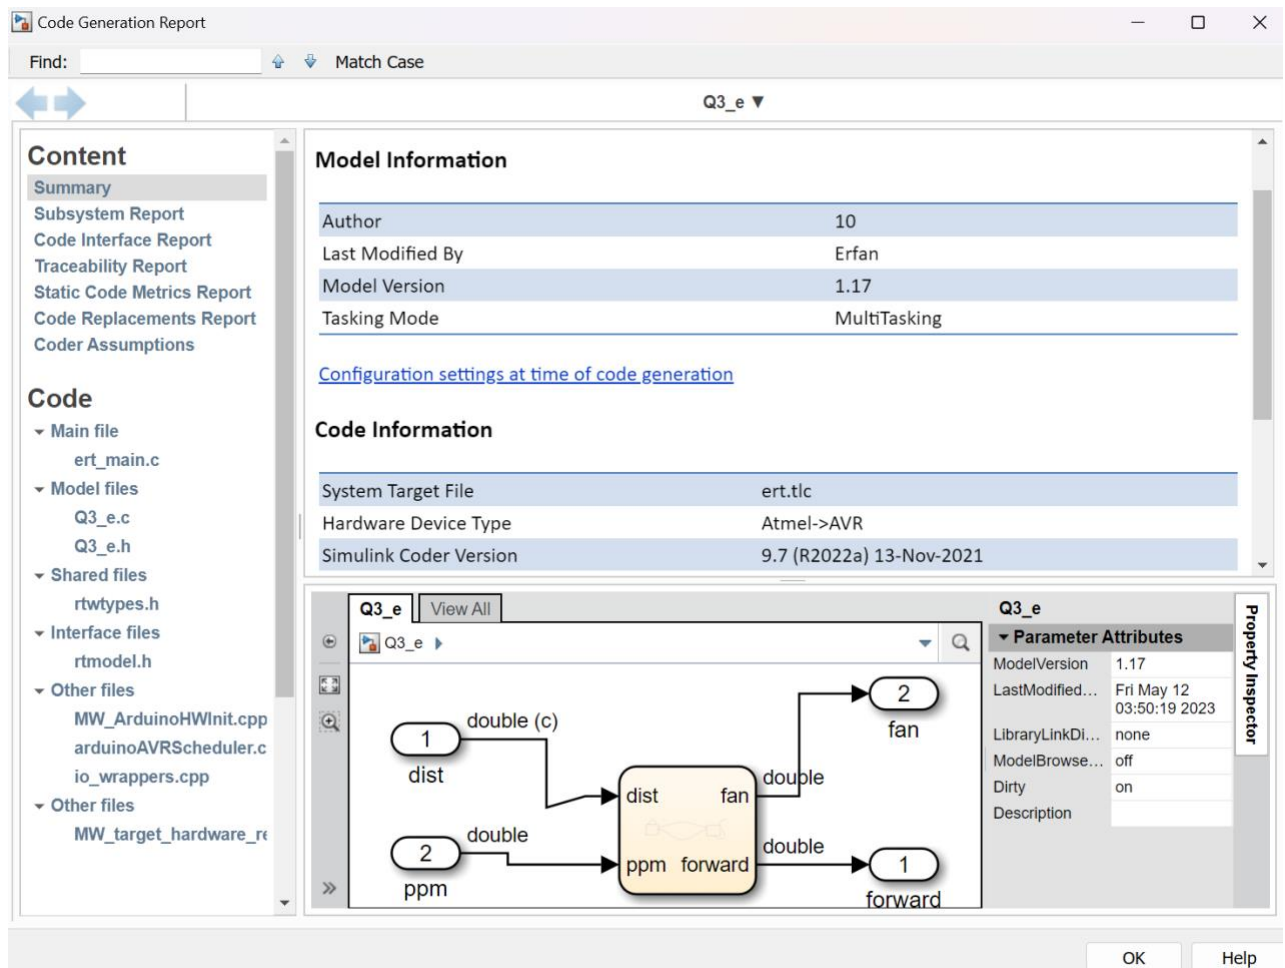 Code Generation Report
Find:
Match Case
Q3_e ▼
Content
Summary
Subsystem Report
Code Interface Report
Traceability Report
Static Code Metrics Report
Code Replacements Report
Coder Assumptions
Code
Main file
ert_main.c
Model files
Q3_e.c
Q3_e.h
Shared files
rtwtypes.h
Interface files
rtmodel.h
Other files
MW_ArduinoHWInit.cpp
arduinoAVRScheduler.c
io_wrappers.cpp
Other files
MW_target_hardware_re
Model Information
Author 10
Last Modified By Erfan
Model Version 1.17
Tasking Mode MultiTasking
Configuration settings at time of code generation
Code Information
System Target File ert.tlc
Hardware Device Type Atmel->AVR
Simulink Coder Version 9.7 (R2022a) 13-Nov-2021
Q3_e View All
Q3_e
1
dist
double (c)
2
ppm
double
dist fan
ppm forward
double
double
2
fan
1
forward
Q3_e
Parameter Attributes
ModelVersion 1.17
LastModified... Fri May 12
03:50:19 2023
LibraryLinkDi... none
ModelBrowse... off
Dirty on
Description
Property Inspector
OK Help